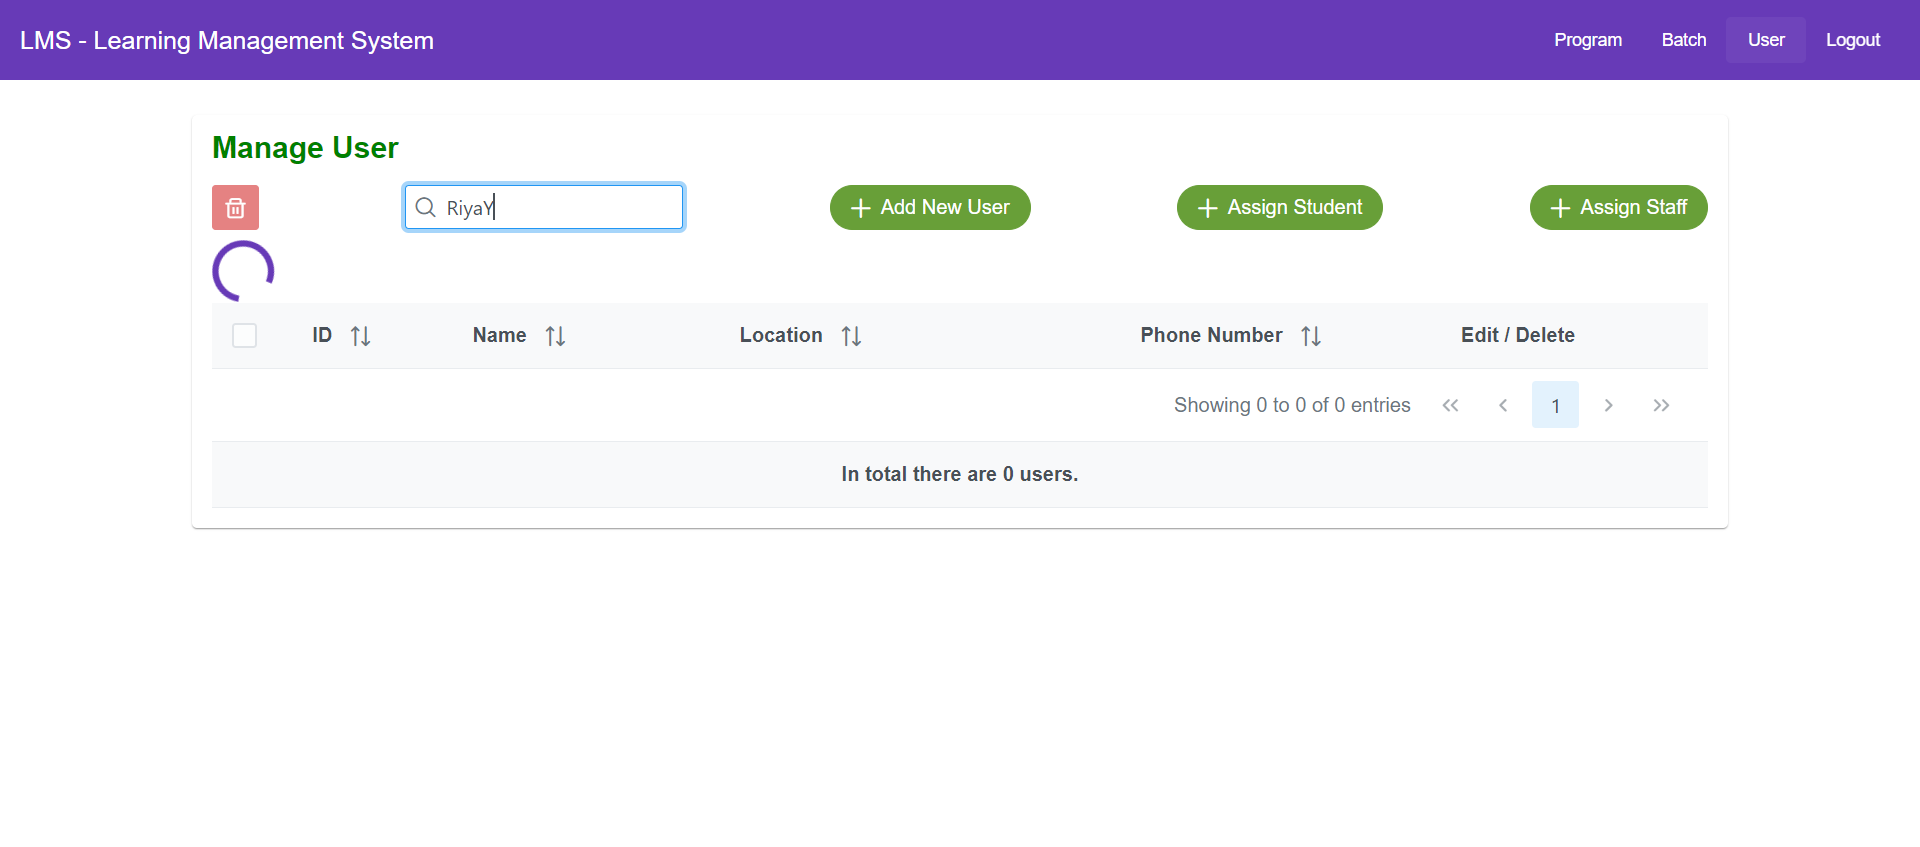 LMS - Learning Management System
Program Batch User Logout
Manage User
RiyaY
Add New User
Assign Student
Assign Staff
ID Name Location Phone Number Edit / Delete
Showing 0 to 0 of 0 entries
1
In total there are 0 users.